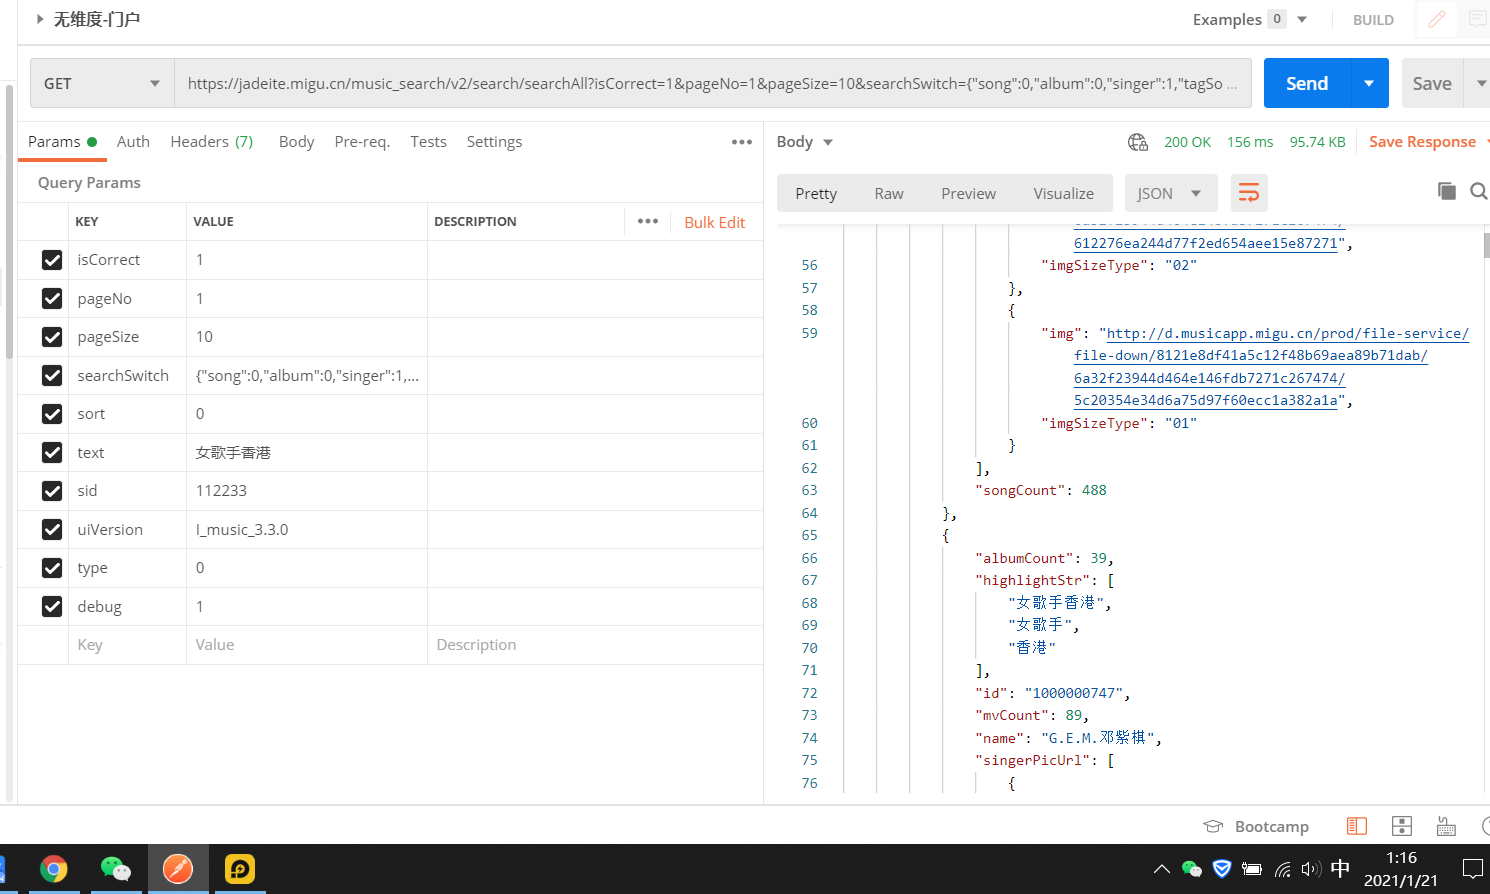 无维度-门户
Examples 0
BUILD
GET
https://jadeite.migu.cn/music_search/v2/search/searchAll?isCorrect=1&pageNo=1&pageSize=10&searchSwitch={"song":0,"album":0,"singer":1,"tagSo ...
Send
Save
Params
Auth
Headers (7)
Body
Pre-req.
Tests
Settings
Query Params
KEY VALUE DESCRIPTION
Bulk Edit
isCorrect 1
pageNo 1
pageSize 10
searchSwitch {"song":0,"album":0,"singer":1,...
sort 0
text 女歌手香港
sid 112233
uiVersion I_music_3.3.0
type 0
debug 1
Key Value Description
Body
200 OK 156 ms 95.74 KB
Save Response
Pretty Raw Preview Visualize JSON
612276ea244d77f2ed654aee15e87271",
56 "imgSizeType": "02"
57 },
58 {
59 "img": "http://d.musicapp.migu.cn/prod/file-service/
file-down/8121e8df41a5c12f48b69aea89b71dab/
6a32f23944d464e146fdb7271c267474/
5c20354e34d6a75d97f60ecc1a382a1a",
60 "imgSizeType": "01"
61 }
62 ],
63 "songCount": 488
64 },
65 {
66 "albumCount": 39,
67 "highlightStr": [
68 "女歌手香港",
69 "女歌手",
70 "香港"
71 ],
72 "id": "1000000747",
73 "mvCount": 89,
74 "name": "G.E.M.邓紫棋",
75 "singerPicUrl": [
76 {
Bootcamp
中
1:16
2021/1/21